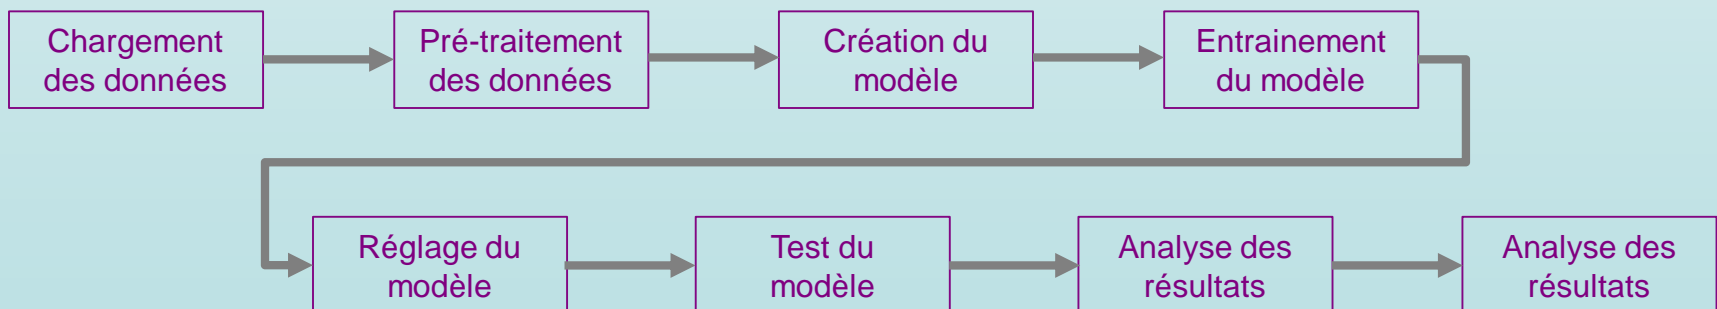 Chargement
des données
Pré-traitement
des données
Création du
modèle
Entrainement
du modèle
Réglage du
modèle
Test du
modèle
Analyse des
résultats
Analyse des
résultats